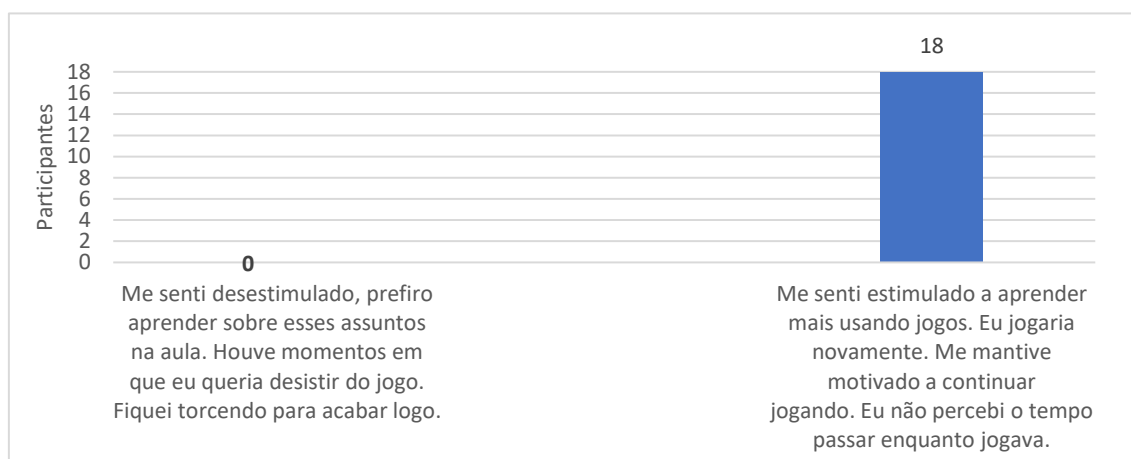 18
18
16
14
12
10
8
6
4
2
0
Participantes
0
Me senti desestimulado, prefiro
aprender sobre esses assuntos
na aula. Houve momentos em
que eu queria desistir do jogo.
Fiquei torcendo para acabar logo.
Me senti estimulado a aprender
mais usando jogos. Eu jogaria
novamente. Me mantive
motivado a continuar
jogando. Eu não percebi o tempo
passar enquanto jogava.